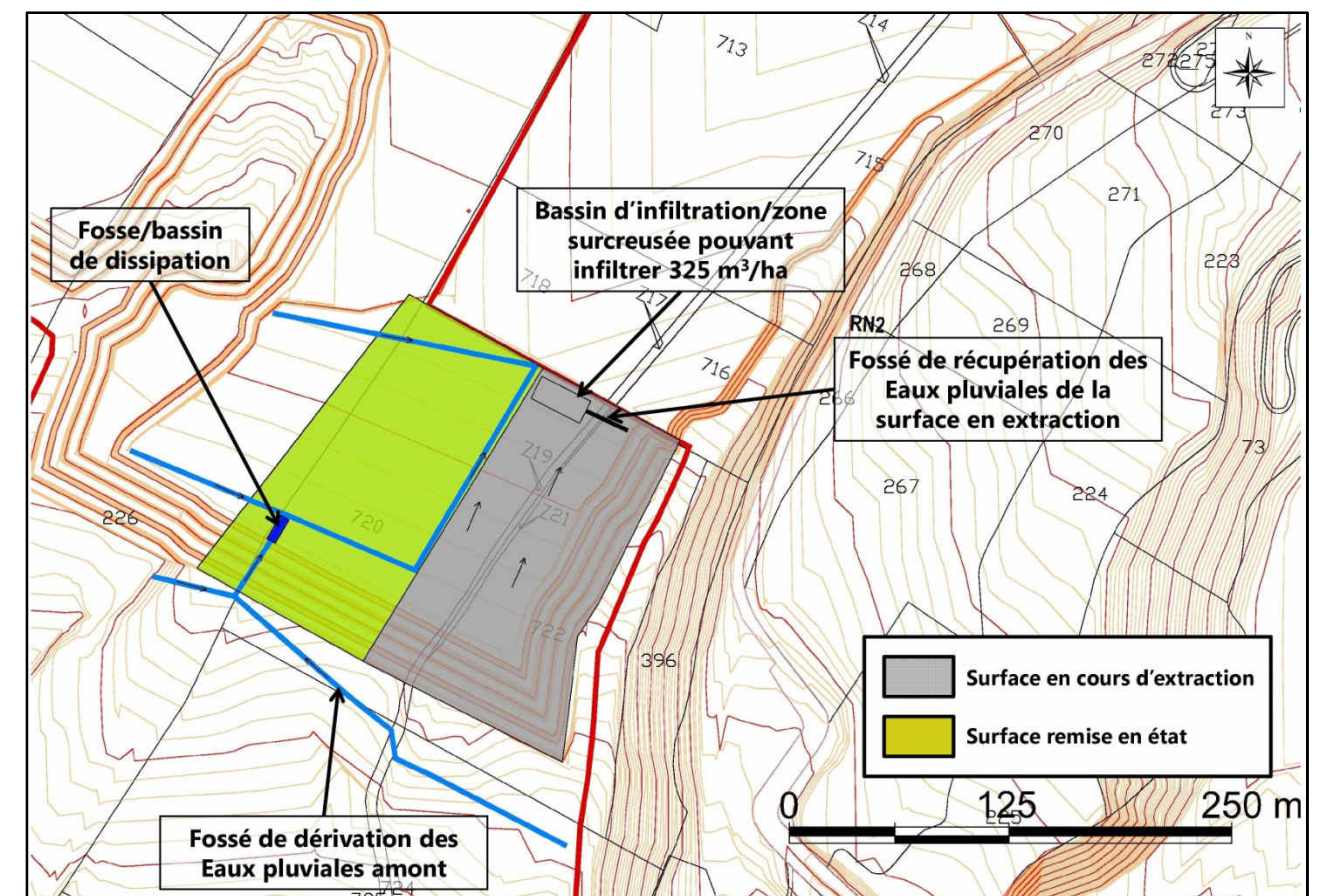 713
714
N
272
275
273
270
715
271
Fosse/bassin
de dissipation
Bassin d’infiltration/zone
surcreusée pouvant
infiltrer 325 m³/ha
718
717
268
223
RN2
269
716
Fossé de récupération des
Eaux pluviales de la
surface en extraction
266
73
719
267
224
226
720
721
722
396
Surface en cours d’extraction
Surface remise en état
0
125
250 m
225
Fossé de dérivation des
Eaux pluviales amont